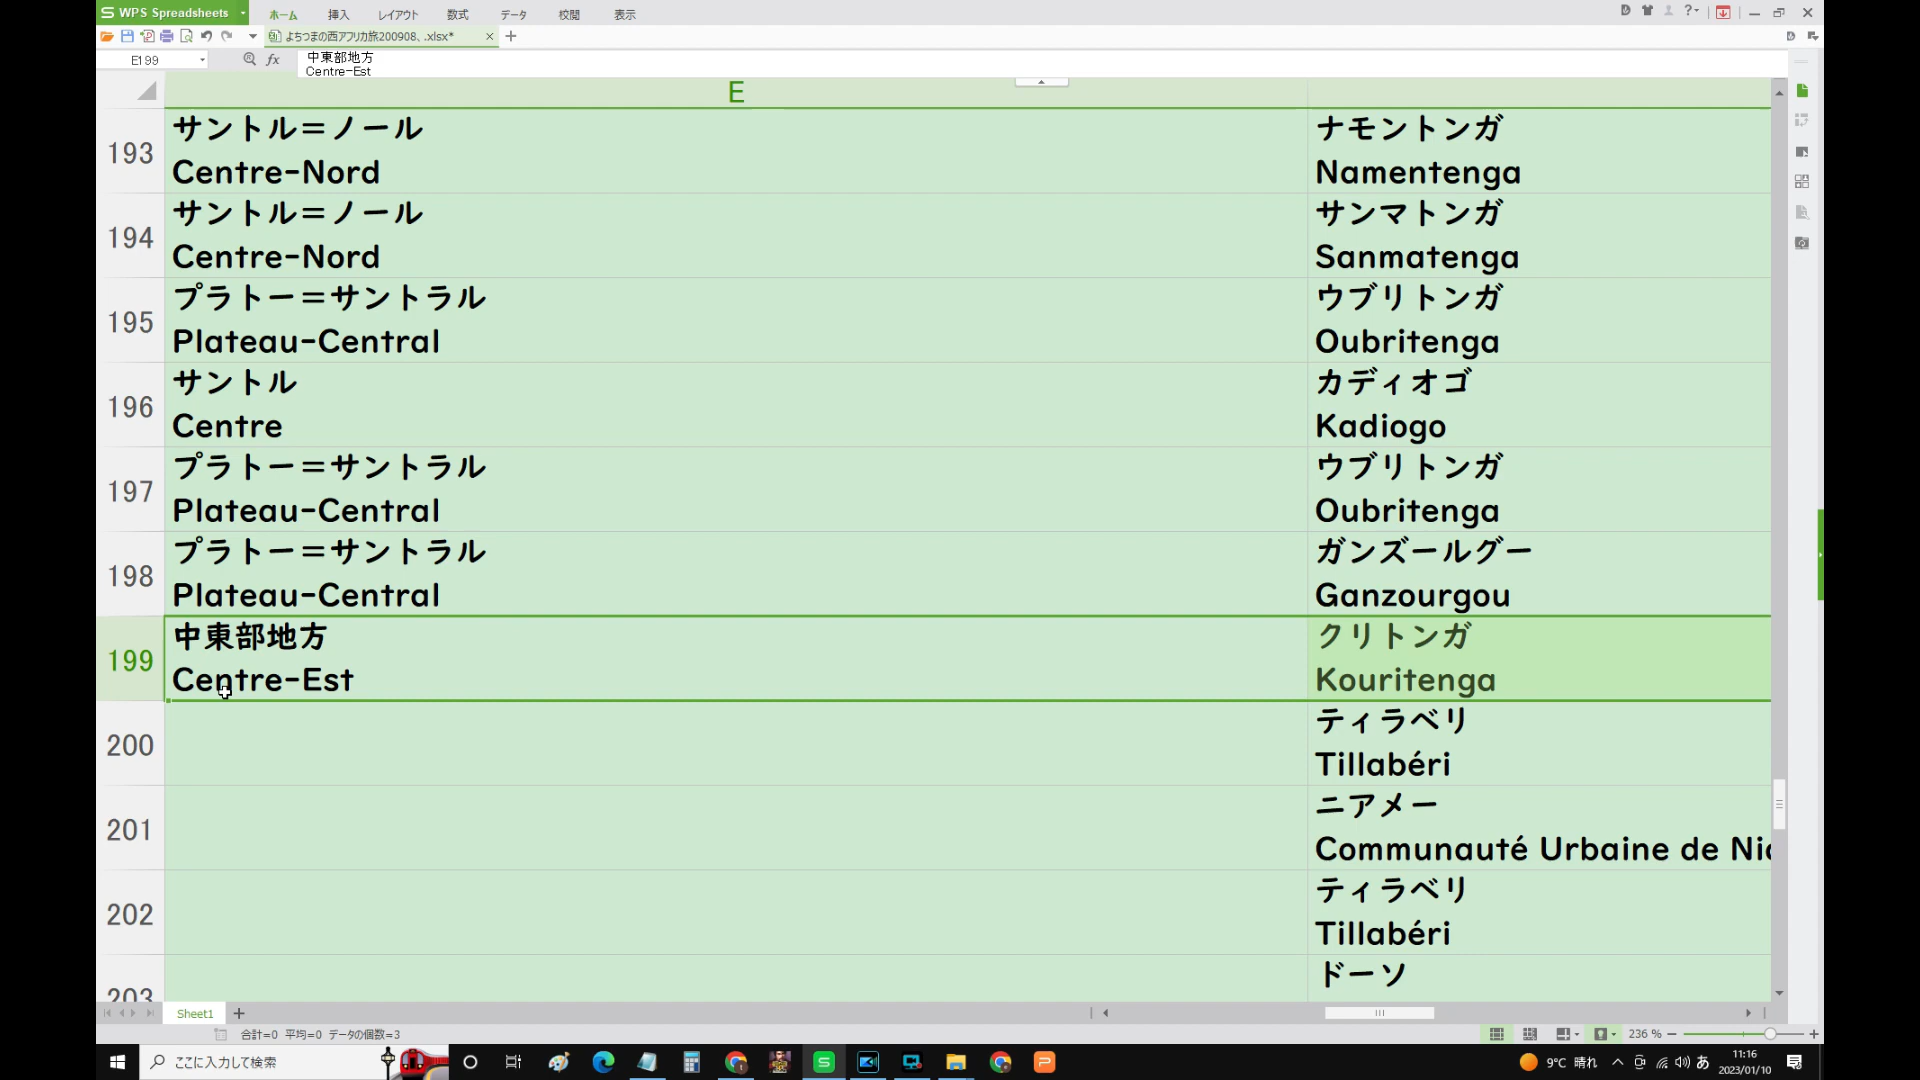 WPS Spreadsheets
ホーム 挿入 レイアウト 数式 データ 校閲 表示
よちつまの西アフリカ旅200908、.xlsx*
E199
fx
中東部地方
Centre-Est
E
193
サントル＝ノール
Centre-Nord
ナモントンガ
Namentenga
194
サントル＝ノール
Centre-Nord
サンマトンガ
Sanmatenga
195
プラトー＝サントラル
Plateau-Central
ウブリトンガ
Oubritenga
196
サントル
Centre
カディオゴ
Kadiogo
197
プラトー＝サントラル
Plateau-Central
ウブリトンガ
Oubritenga
198
プラトー＝サントラル
Plateau-Central
ガンズールグー
Ganzourgou
199
中東部地方
Centre-Est
クリトンガ
Kouritenga
200
ティラベリ
Tillabéri
201
ニアメー
Communauté Urbaine de
202
ティラベリ
Tillabéri
203
ドーソ
Sheet1
合計=0 平均=0 データの個数=3
236 %
ここに入力して検索
9°C 晴れ
あ
11:16
2023/01/10